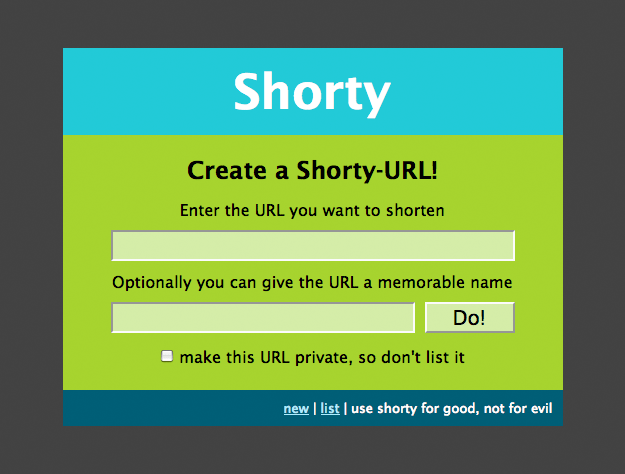 Shorty
Create a Shorty-URL!
Enter the URL you want to shorten
Optionally you can give the URL a memorable name
Do!
make this URL private, so don't list it
new | list | use shorty for good, not for evil